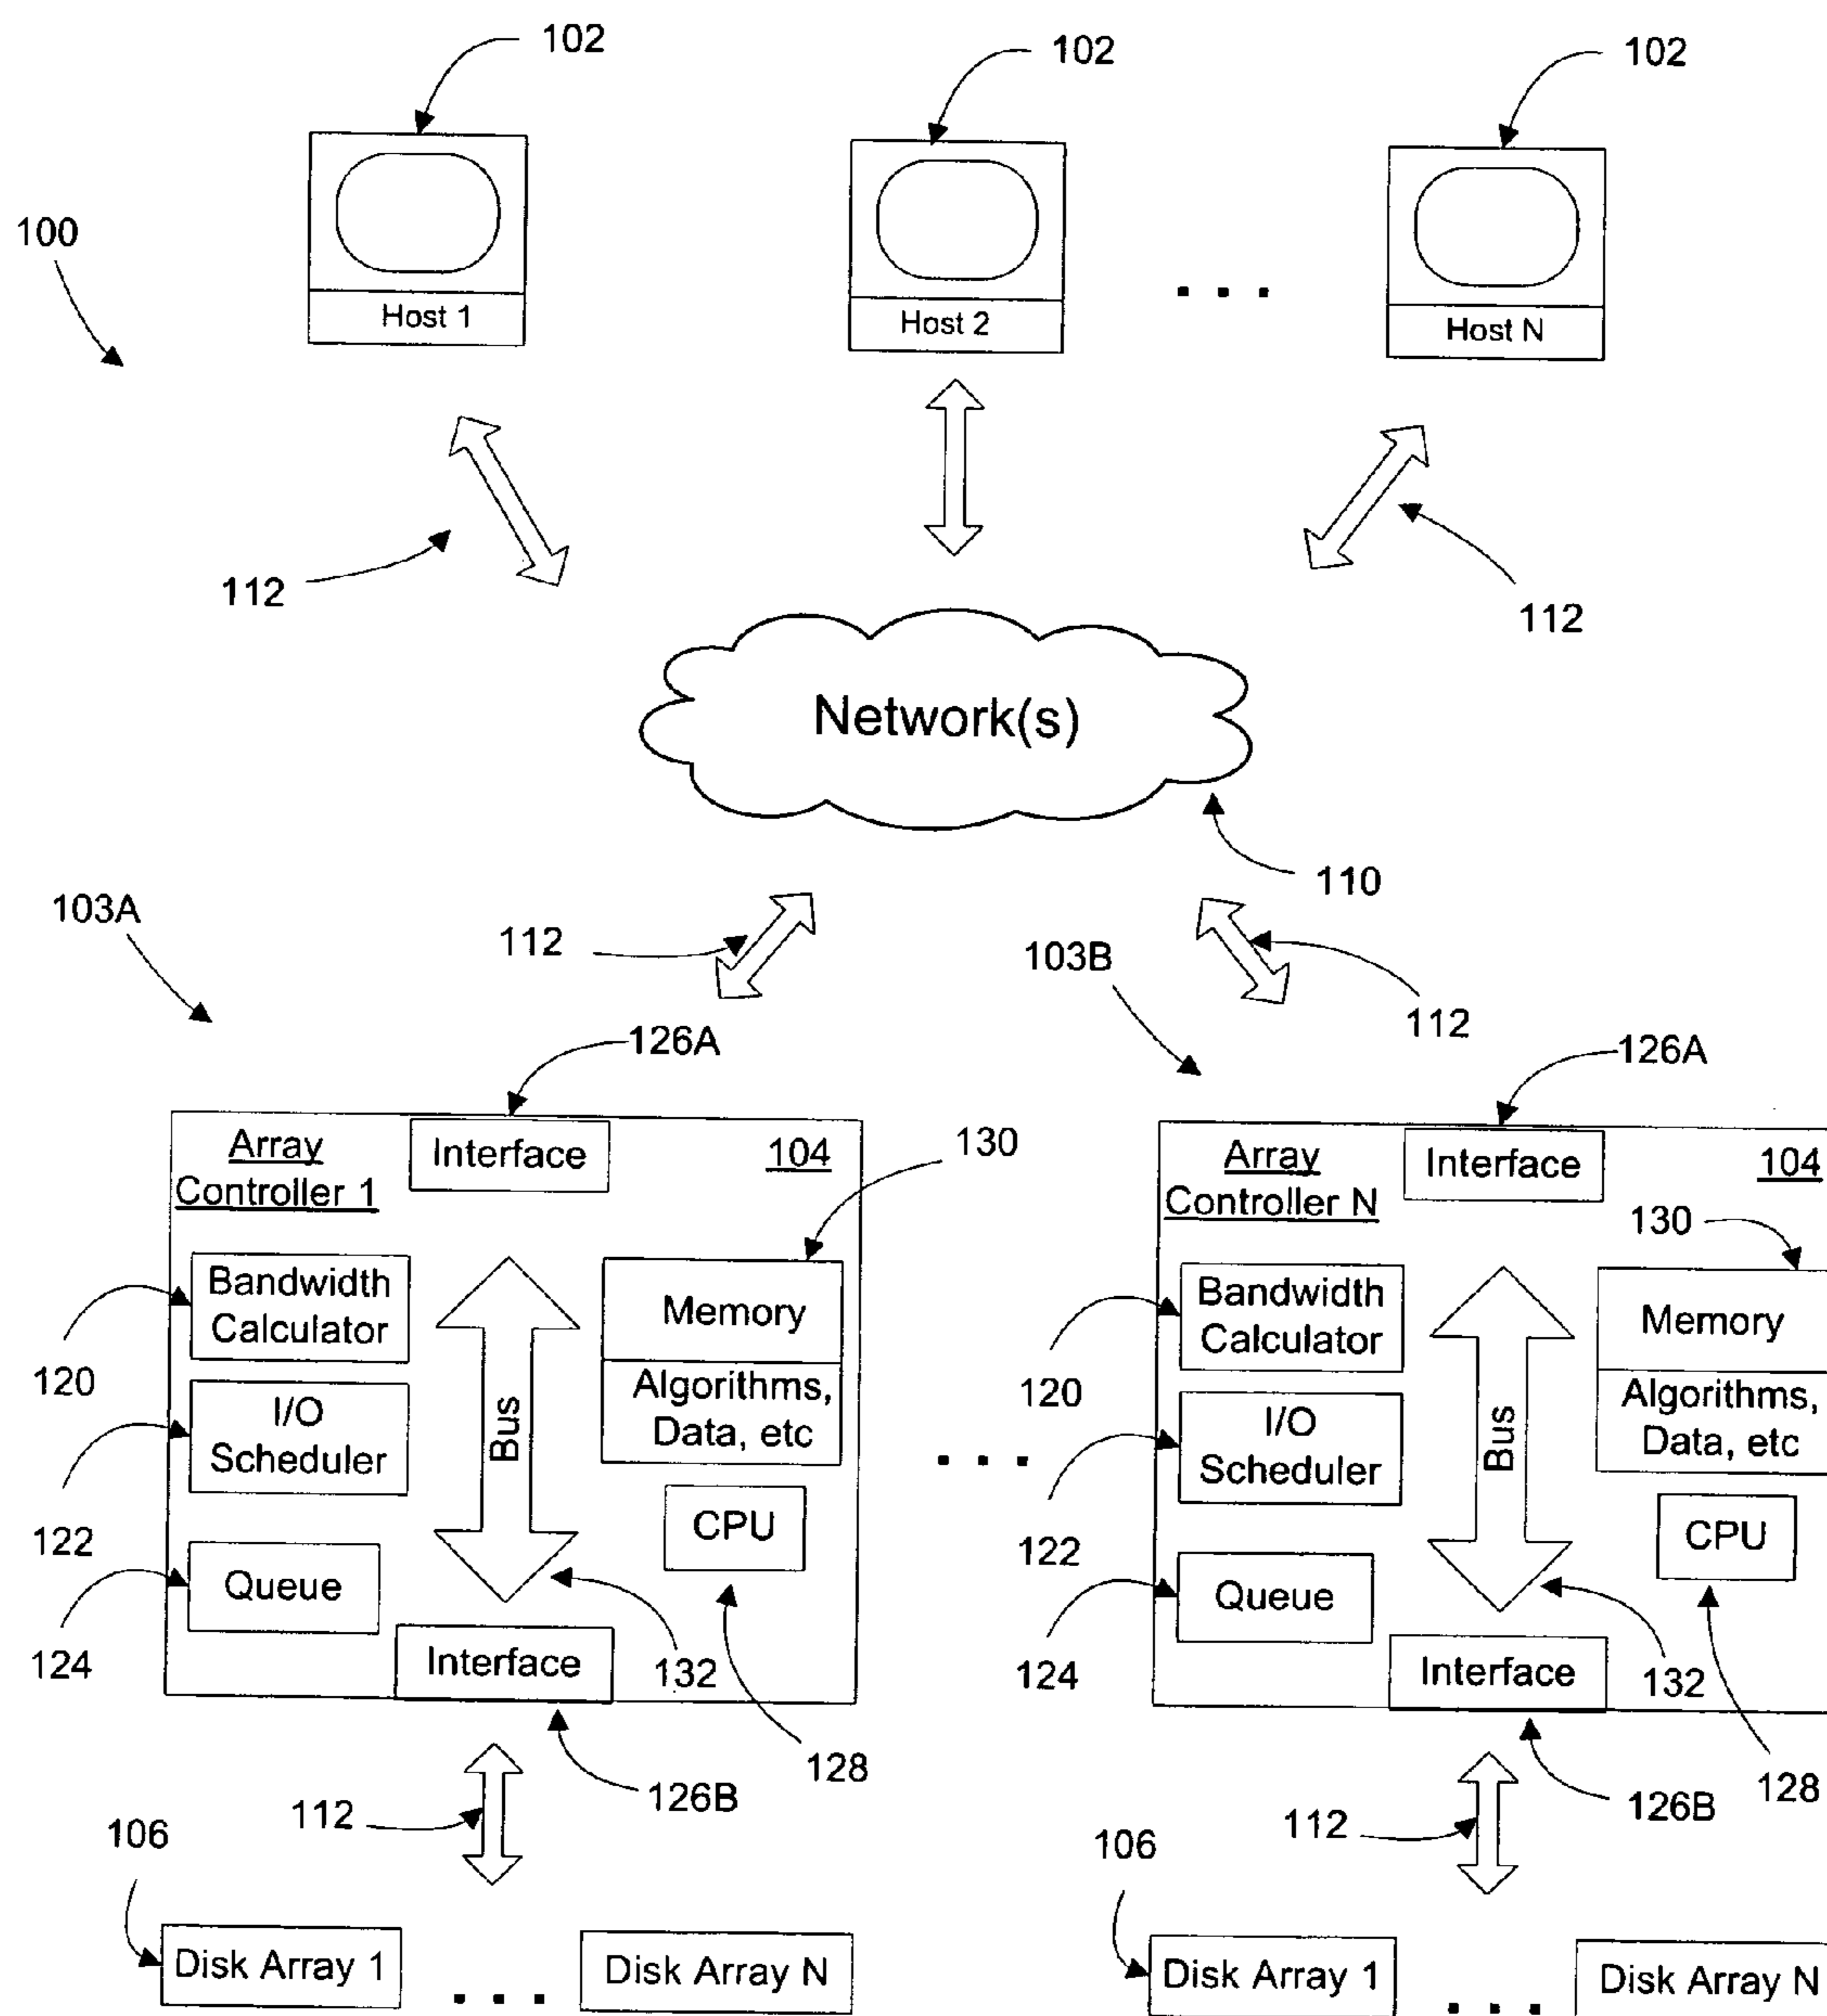 102
102
102
100
Host 1
Host 2
. . .
Host N
112
112
Network(s)
110
103A
112
103B
112
126A
126A
Array
Controller 1
Interface
104
130
Bandwidth
Calculator
120
I/O
Scheduler
122
Queue
124
Bus
Memory
Algorithms,
Data, etc
CPU
Interface
132
128
126B
. . .
Array
Controller N
Interface
104
130
Bandwidth
Calculator
120
I/O
Scheduler
122
Queue
124
Bus
Memory
Algorithms,
Data, etc
CPU
Interface
132
128
126B
112
106
Disk Array 1
. . .
Disk Array N
112
106
Disk Array 1
. . .
Disk Array N